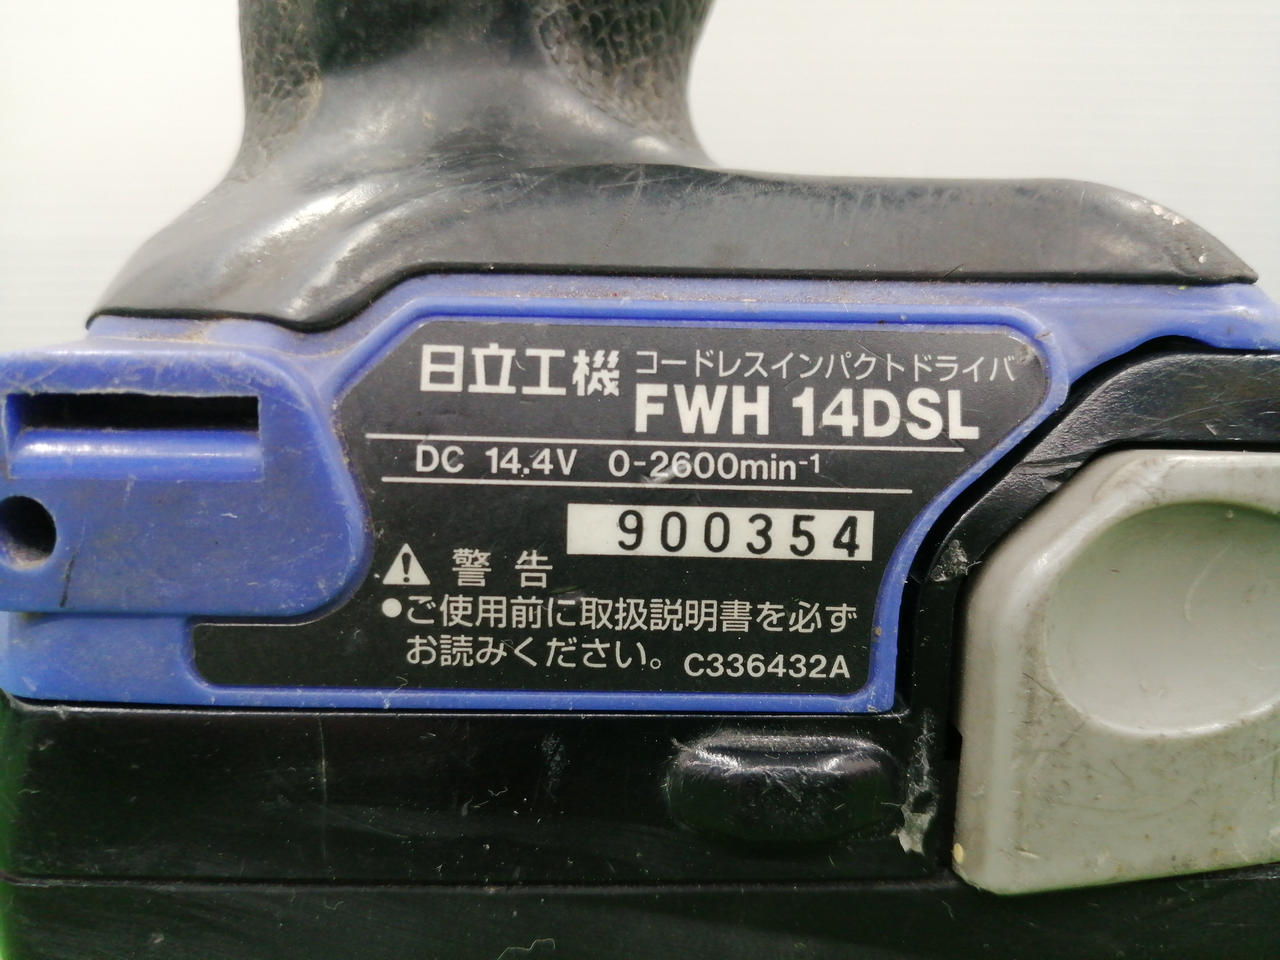 日立工機 コードレスインパクトドライバ
FWH 14DSL
DC 14.4V 0-2600min⁻¹
900354
警告
●ご使用前に取扱説明書を必ず
お読みください。 C336432A